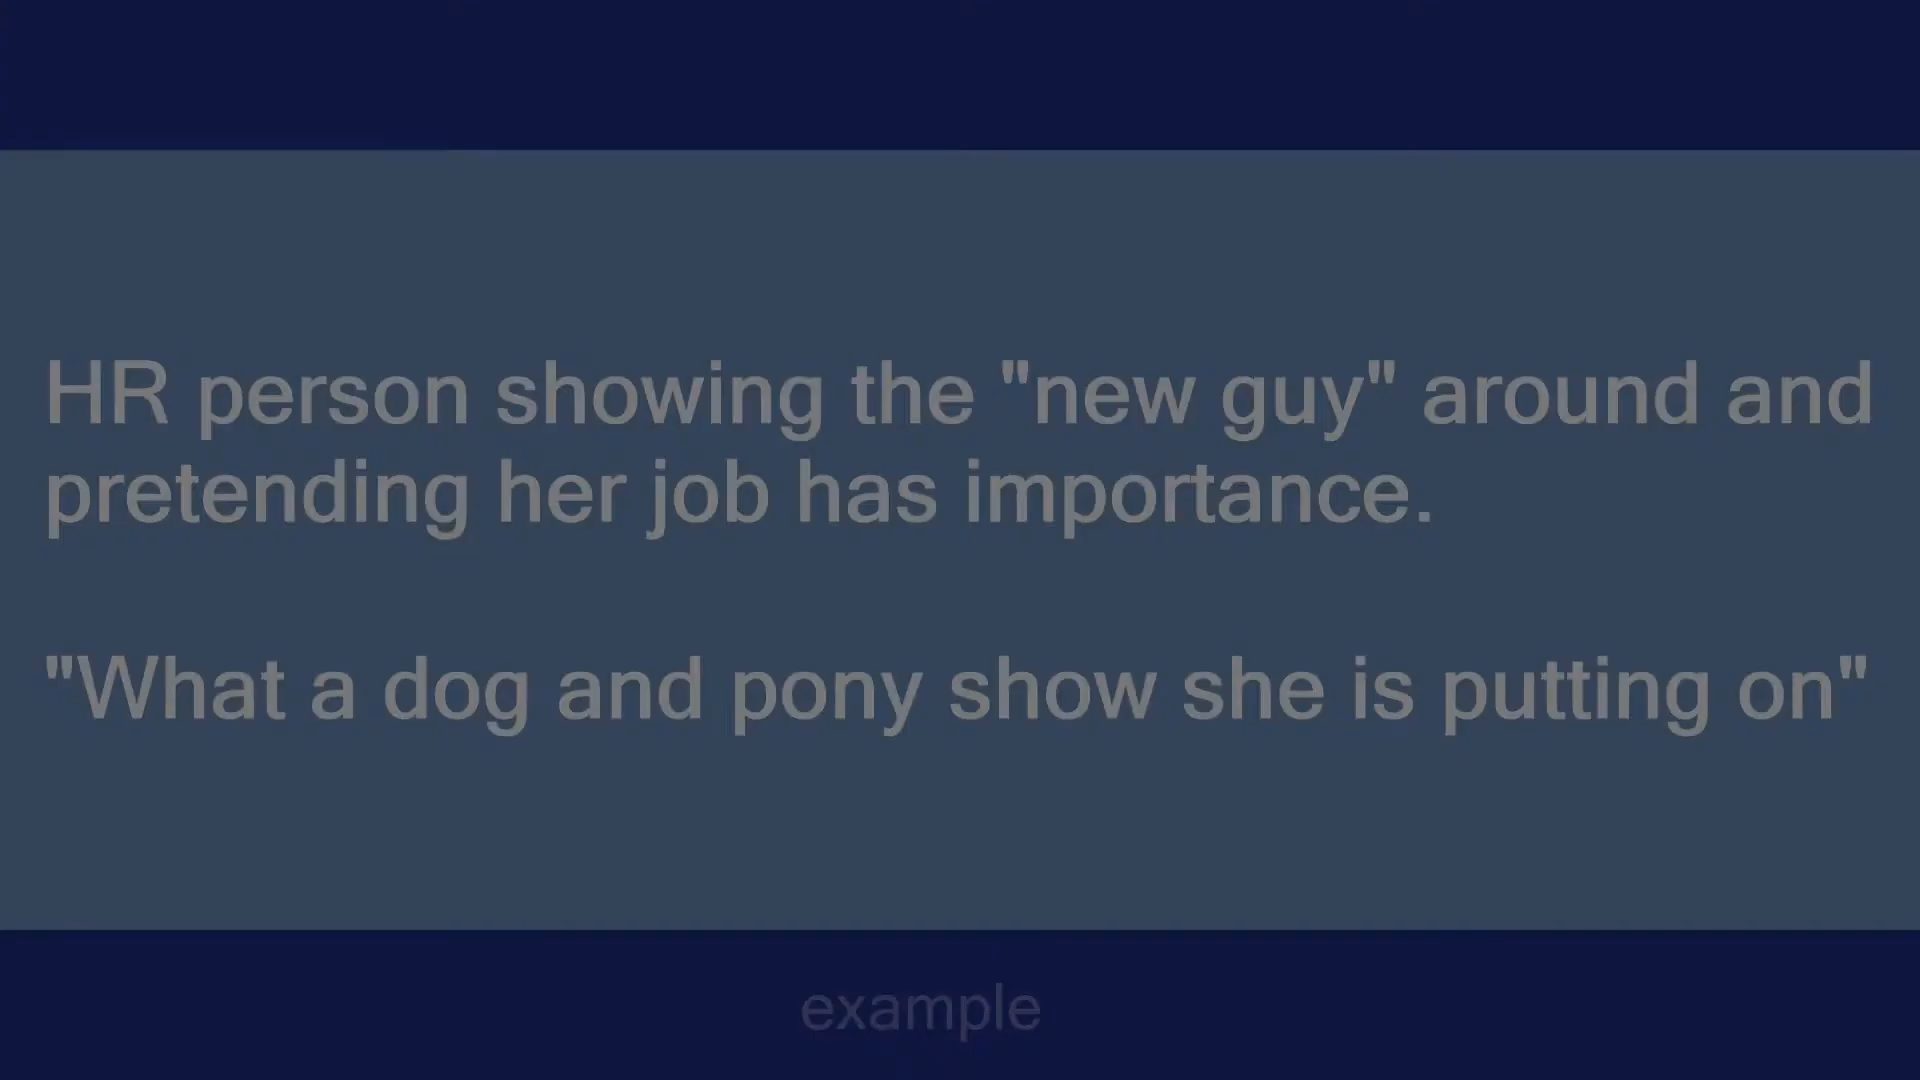 HR person showing the "new guy" around and
pretending her job has importance.
"What a dog and pony show she is putting on"
example